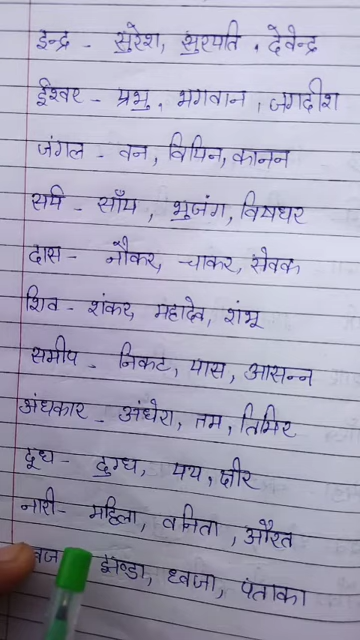 इन्द्र - सुरेश, सुरपति, देवेन्द्र
ईश्वर - प्रभु, भगवान, जगदीश
जंगल - वन, विपिन, कानन
सर्प - साँप, भुजंग, विषधर
दास - नौकर, चाकर, सेवक
शिव - शंकर, महादेव, शंभू
समीप - निकट, पास, आसन्न
अंधकार - अंधेरा, तम, तिमिर
दूध - दुग्ध, पय, क्षीर
नारी - महिला, वनिता, औरत
झण्डा, ध्वजा, पताका